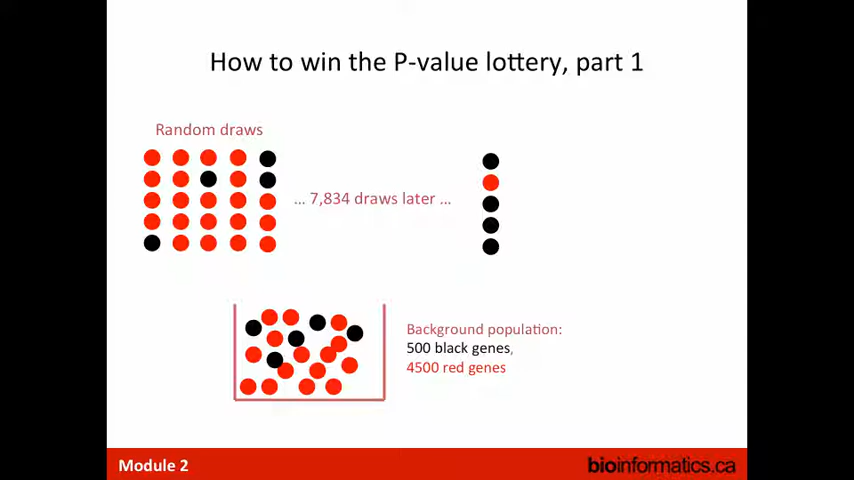 How to win the P-value lottery, part 1
Random draws
... 7,834 draws later ...
Background population:
500 black genes,
4500 red genes
Module 2
bioinformatics.ca